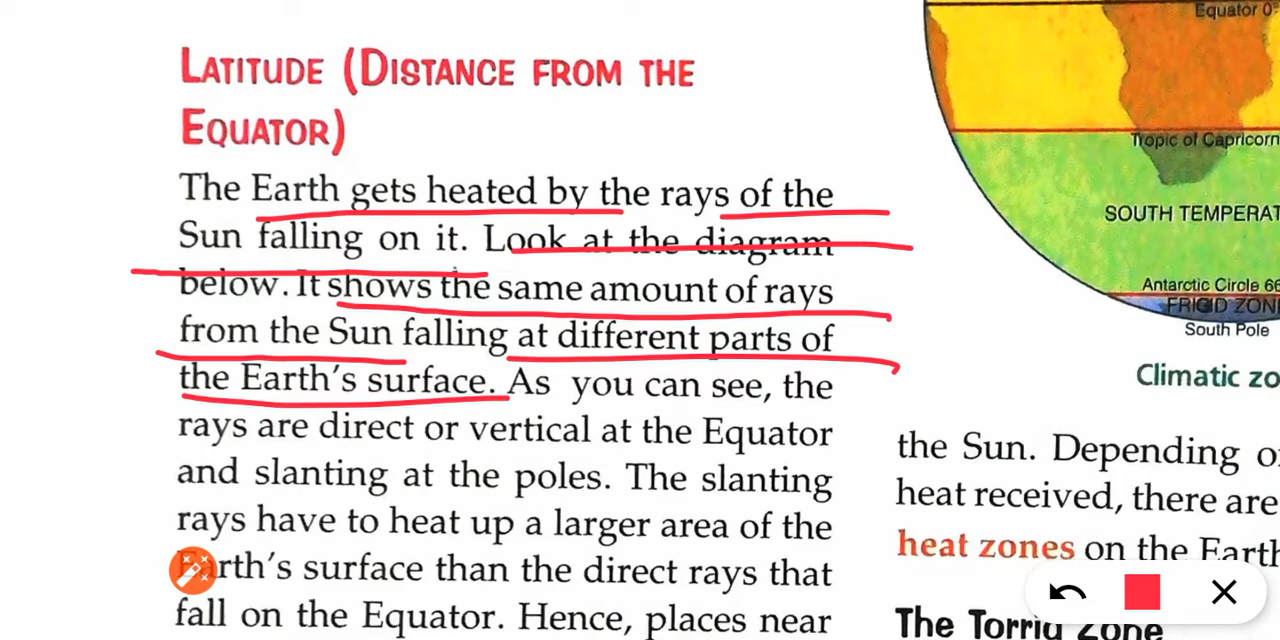 LATITUDE (DISTANCE FROM THE
EQUATOR)
The Earth gets heated by the rays of the
Sun falling on it. Look at the diagram
below. It shows the same amount of rays
from the Sun falling at different parts of
the Earth's surface. As you can see, the
rays are direct or vertical at the Equator
and slanting at the poles. The slanting
rays have to heat up a larger area of the
Earth's surface than the direct rays that
fall on the Equator. Hence, places near
Equator 0°
Tropic of Capricorn
SOUTH TEMPERAT
Antarctic Circle 66
FRIGID ZON
South Pole
Climatic zo
the Sun. Depending o
heat received, there are
heat zones on the Earth
The Torrid Zone